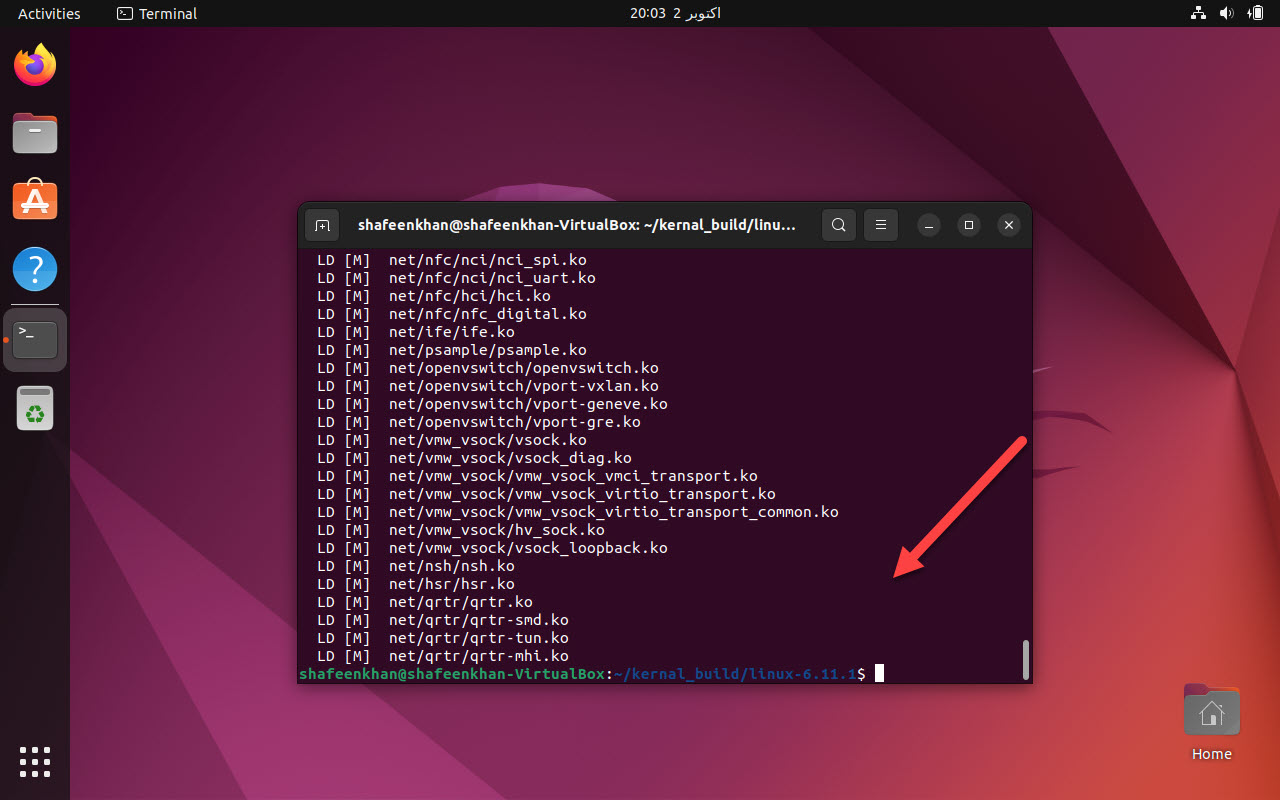 Activities
Terminal
اکتوبر 2 20:03
shafeenkhan@shafeenkhan-VirtualBox: ~/kernal_build/linu...
LD [M] net/nfc/nci/nci_spi.ko
LD [M] net/nfc/nci/nci_uart.ko
LD [M] net/nfc/hci/hci.ko
LD [M] net/nfc/nfc_digital.ko
LD [M] net/ife/ife.ko
LD [M] net/psample/psample.ko
LD [M] net/openvswitch/openvswitch.ko
LD [M] net/openvswitch/vport-vxlan.ko
LD [M] net/openvswitch/vport-geneve.ko
LD [M] net/openvswitch/vport-gre.ko
LD [M] net/vmw_vsock/vsock.ko
LD [M] net/vmw_vsock/vsock_diag.ko
LD [M] net/vmw_vsock/vmw_vsock_vmci_transport.ko
LD [M] net/vmw_vsock/vmw_vsock_virtio_transport.ko
LD [M] net/vmw_vsock/vmw_vsock_virtio_transport_common.ko
LD [M] net/vmw_vsock/hv_sock.ko
LD [M] net/vmw_vsock/vsock_loopback.ko
LD [M] net/nsh/nsh.ko
LD [M] net/hsr/hsr.ko
LD [M] net/qrtr/qrtr.ko
LD [M] net/qrtr/qrtr-smd.ko
LD [M] net/qrtr/qrtr-tun.ko
LD [M] net/qrtr/qrtr-mhi.ko
shafeenkhan@shafeenkhan-VirtualBox:~/kernal_build/linux-6.11.1$
Home